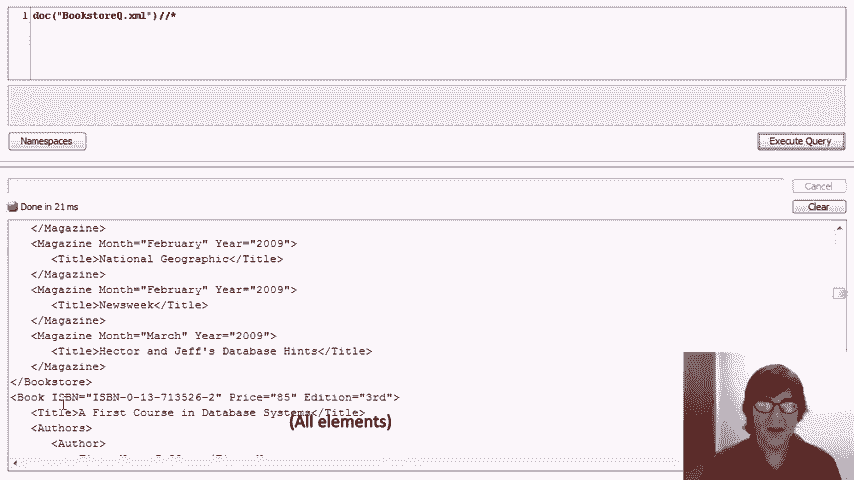 1 doc("BookstoreQ.xml")//*
Namespaces
Execute Query
Cancel
Done in 21 ms
Clear
</Magazine>
<Magazine Month="February" Year="2009">
<Title>National Geographic</Title>
</Magazine>
<Magazine Month="February" Year="2009">
<Title>Newsweek</Title>
</Magazine>
<Magazine Month="March" Year="2009">
<Title>Hector and Jeff's Database Hints</Title>
</Magazine>
</Bookstore>
<Book ISBN="ISBN-0-13-713526-2" Price="85" Edition="3rd">
<Title>A First Course in Database Systems</Title>
(All elements)
<Authors>
<Author>